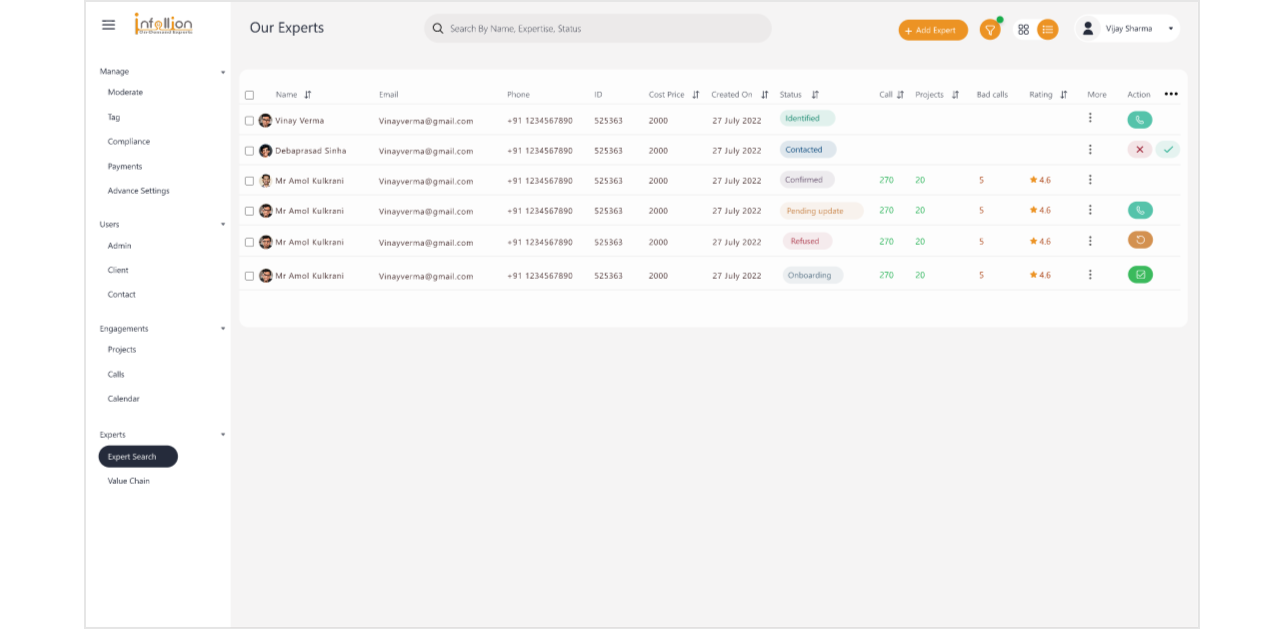 infollion
On-Demand Experts
Our Experts
Search By Name, Expertise, Status
+ Add Expert
Vijay Sharma
Manage
Moderate
Tag
Compliance
Payments
Advance Settings
Users
Admin
Client
Contact
Engagements
Projects
Calls
Calendar
Experts
Expert Search
Value Chain
Name Email Phone ID Cost Price Created On Status Call Projects Bad calls Rating More Action
Vinay Verma Vinayverma@gmail.com +91 1234567890 525363 2000 27 July 2022 Identified
Debaprasad Sinha Vinayverma@gmail.com +91 1234567890 525363 2000 27 July 2022 Contacted
Mr Amol Kulkrani Vinayverma@gmail.com +91 1234567890 525363 2000 27 July 2022 Confirmed 270 20 5 4.6
Mr Amol Kulkrani Vinayverma@gmail.com +91 1234567890 525363 2000 27 July 2022 Pending update 270 20 5 4.6
Mr Amol Kulkrani Vinayverma@gmail.com +91 1234567890 525363 2000 27 July 2022 Refused 270 20 5 4.6
Mr Amol Kulkrani Vinayverma@gmail.com +91 1234567890 525363 2000 27 July 2022 Onboarding 270 20 5 4.6